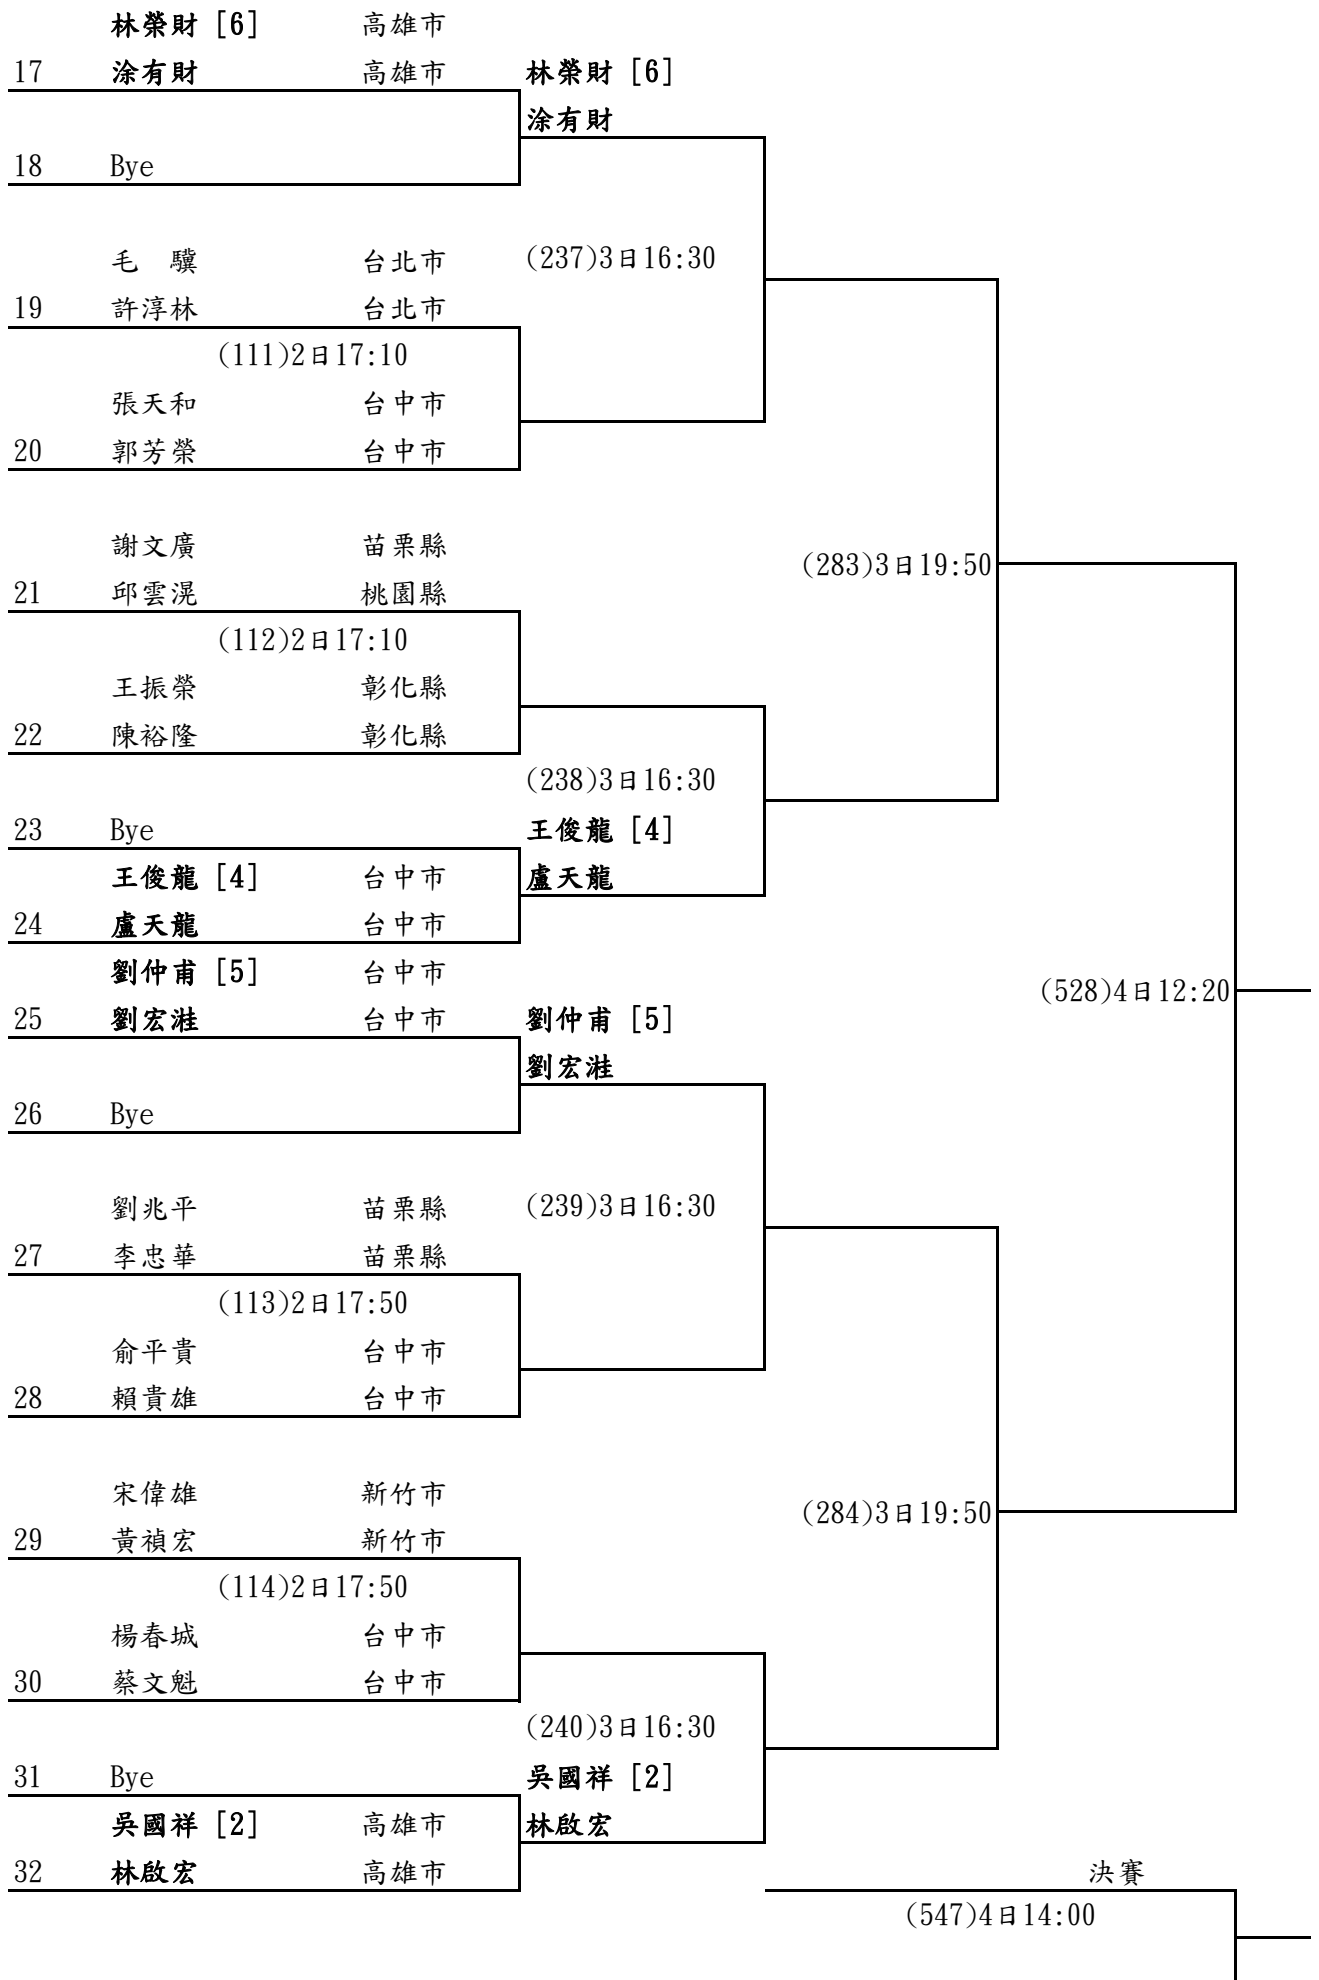 林榮財 [6] 高雄市
17 涂有財 高雄市 林榮財 [6]
涂有財
18 Bye
毛　驥 台北市 (237)3日16:30
19 許淳林 台北市
(111)2日17:10
張天和 台中市
20 郭芳榮 台中市
謝文廣 苗栗縣 (283)3日19:50
21 邱雲滉 桃園縣
(112)2日17:10
王振榮 彰化縣
22 陳裕隆 彰化縣
(238)3日16:30
23 Bye 王俊龍 [4]
王俊龍 [4] 台中市 盧天龍
24 盧天龍 台中市
劉仲甫 [5] 台中市 (528)4日12:20
25 劉宏溎 台中市 劉仲甫 [5]
劉宏溎
26 Bye
劉兆平 苗栗縣 (239)3日16:30
27 李忠華 苗栗縣
(113)2日17:50
俞平貴 台中市
28 賴貴雄 台中市
宋偉雄 新竹市 (284)3日19:50
29 黃禎宏 新竹市
(114)2日17:50
楊春城 台中市
30 蔡文魁 台中市
(240)3日16:30
31 Bye 吳國祥 [2]
吳國祥 [2] 高雄市 林啟宏
32 林啟宏 高雄市 決賽
(547)4日14:00